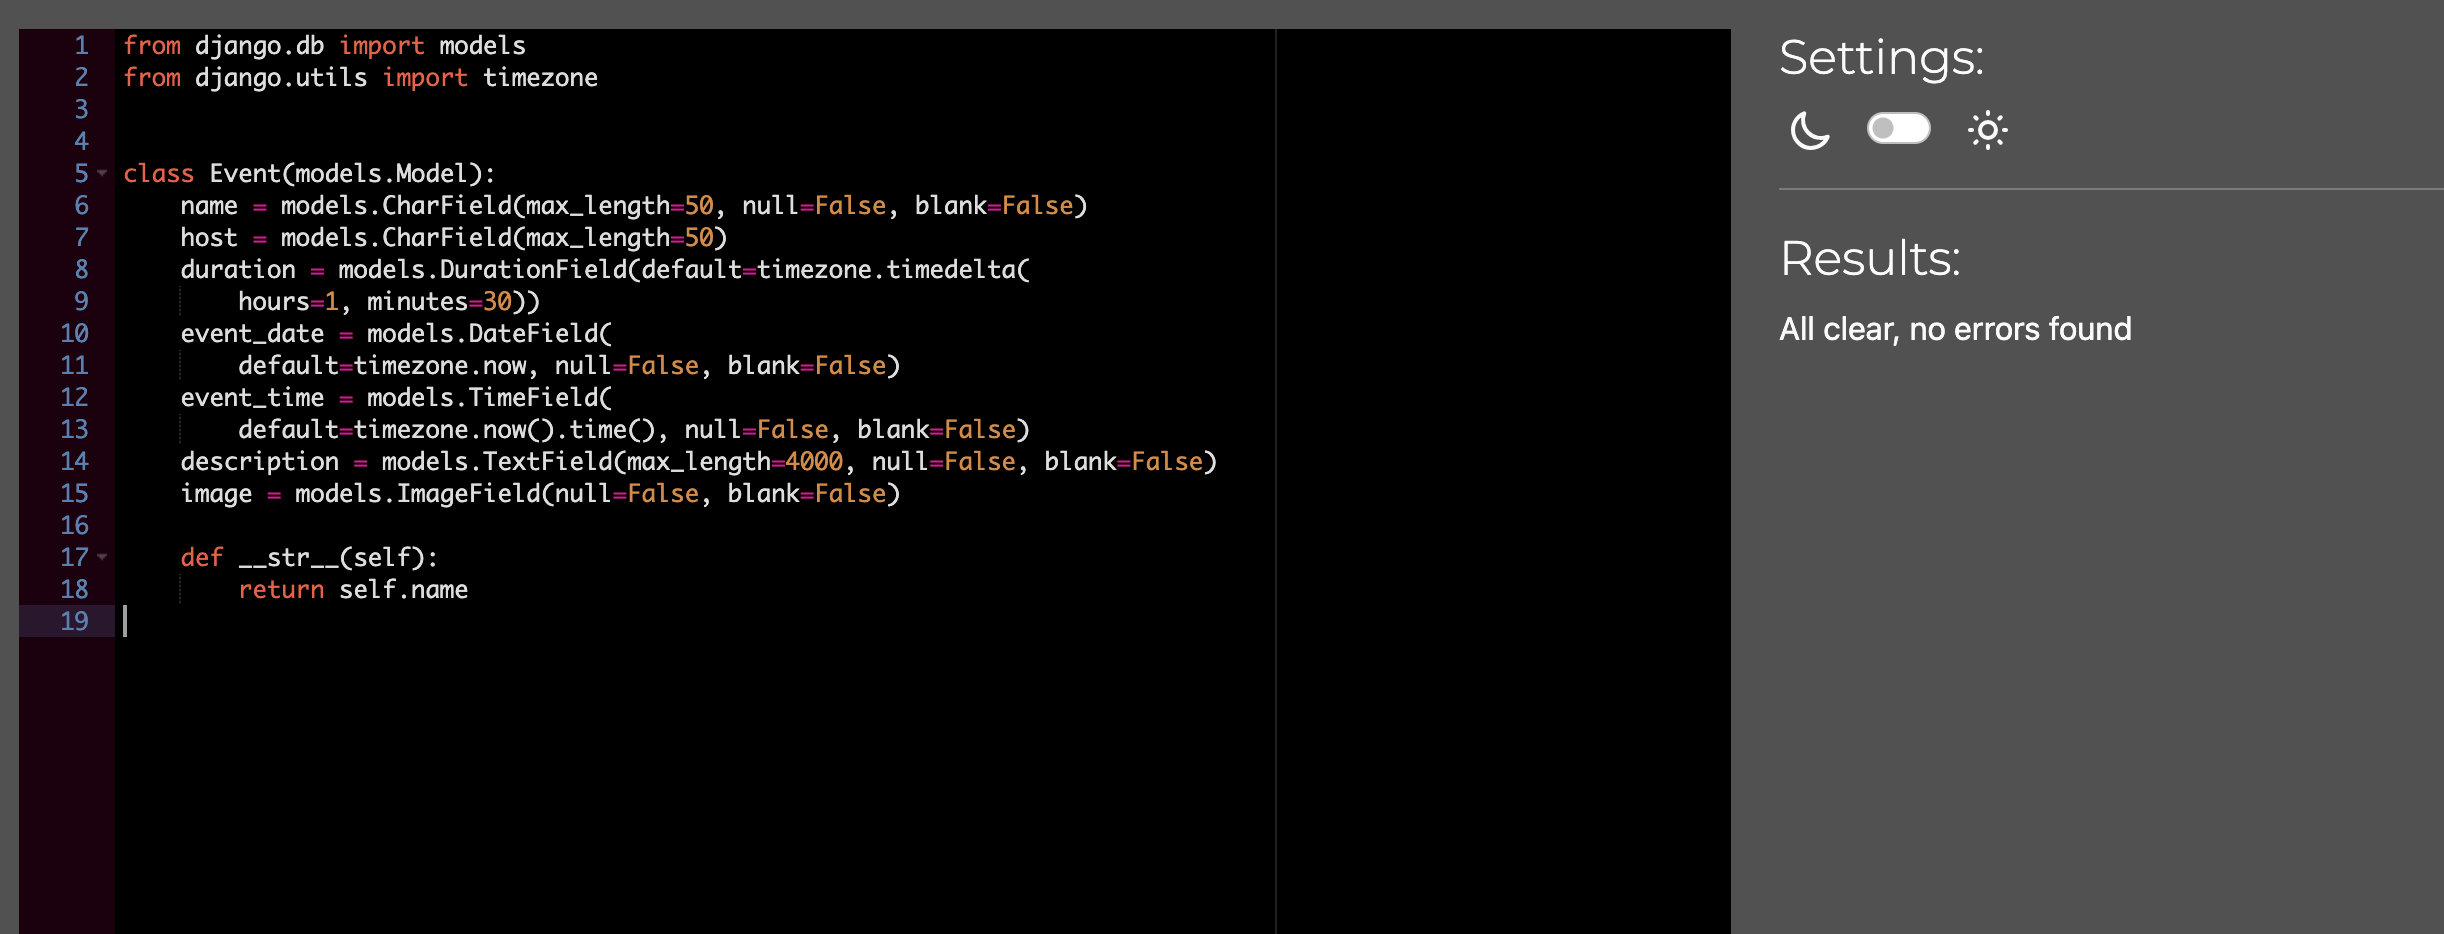 1 from django.db import models
2 from django.utils import timezone
3
4
5 class Event(models.Model):
6     name = models.CharField(max_length=50, null=False, blank=False)
7     host = models.CharField(max_length=50)
8     duration = models.DurationField(default=timezone.timedelta(
9         hours=1, minutes=30))
10     event_date = models.DateField(
11         default=timezone.now, null=False, blank=False)
12     event_time = models.TimeField(
13         default=timezone.now().time(), null=False, blank=False)
14     description = models.TextField(max_length=4000, null=False, blank=False)
15     image = models.ImageField(null=False, blank=False)
16
17     def __str__(self):
18         return self.name
19
Settings:
Results:
All clear, no errors found